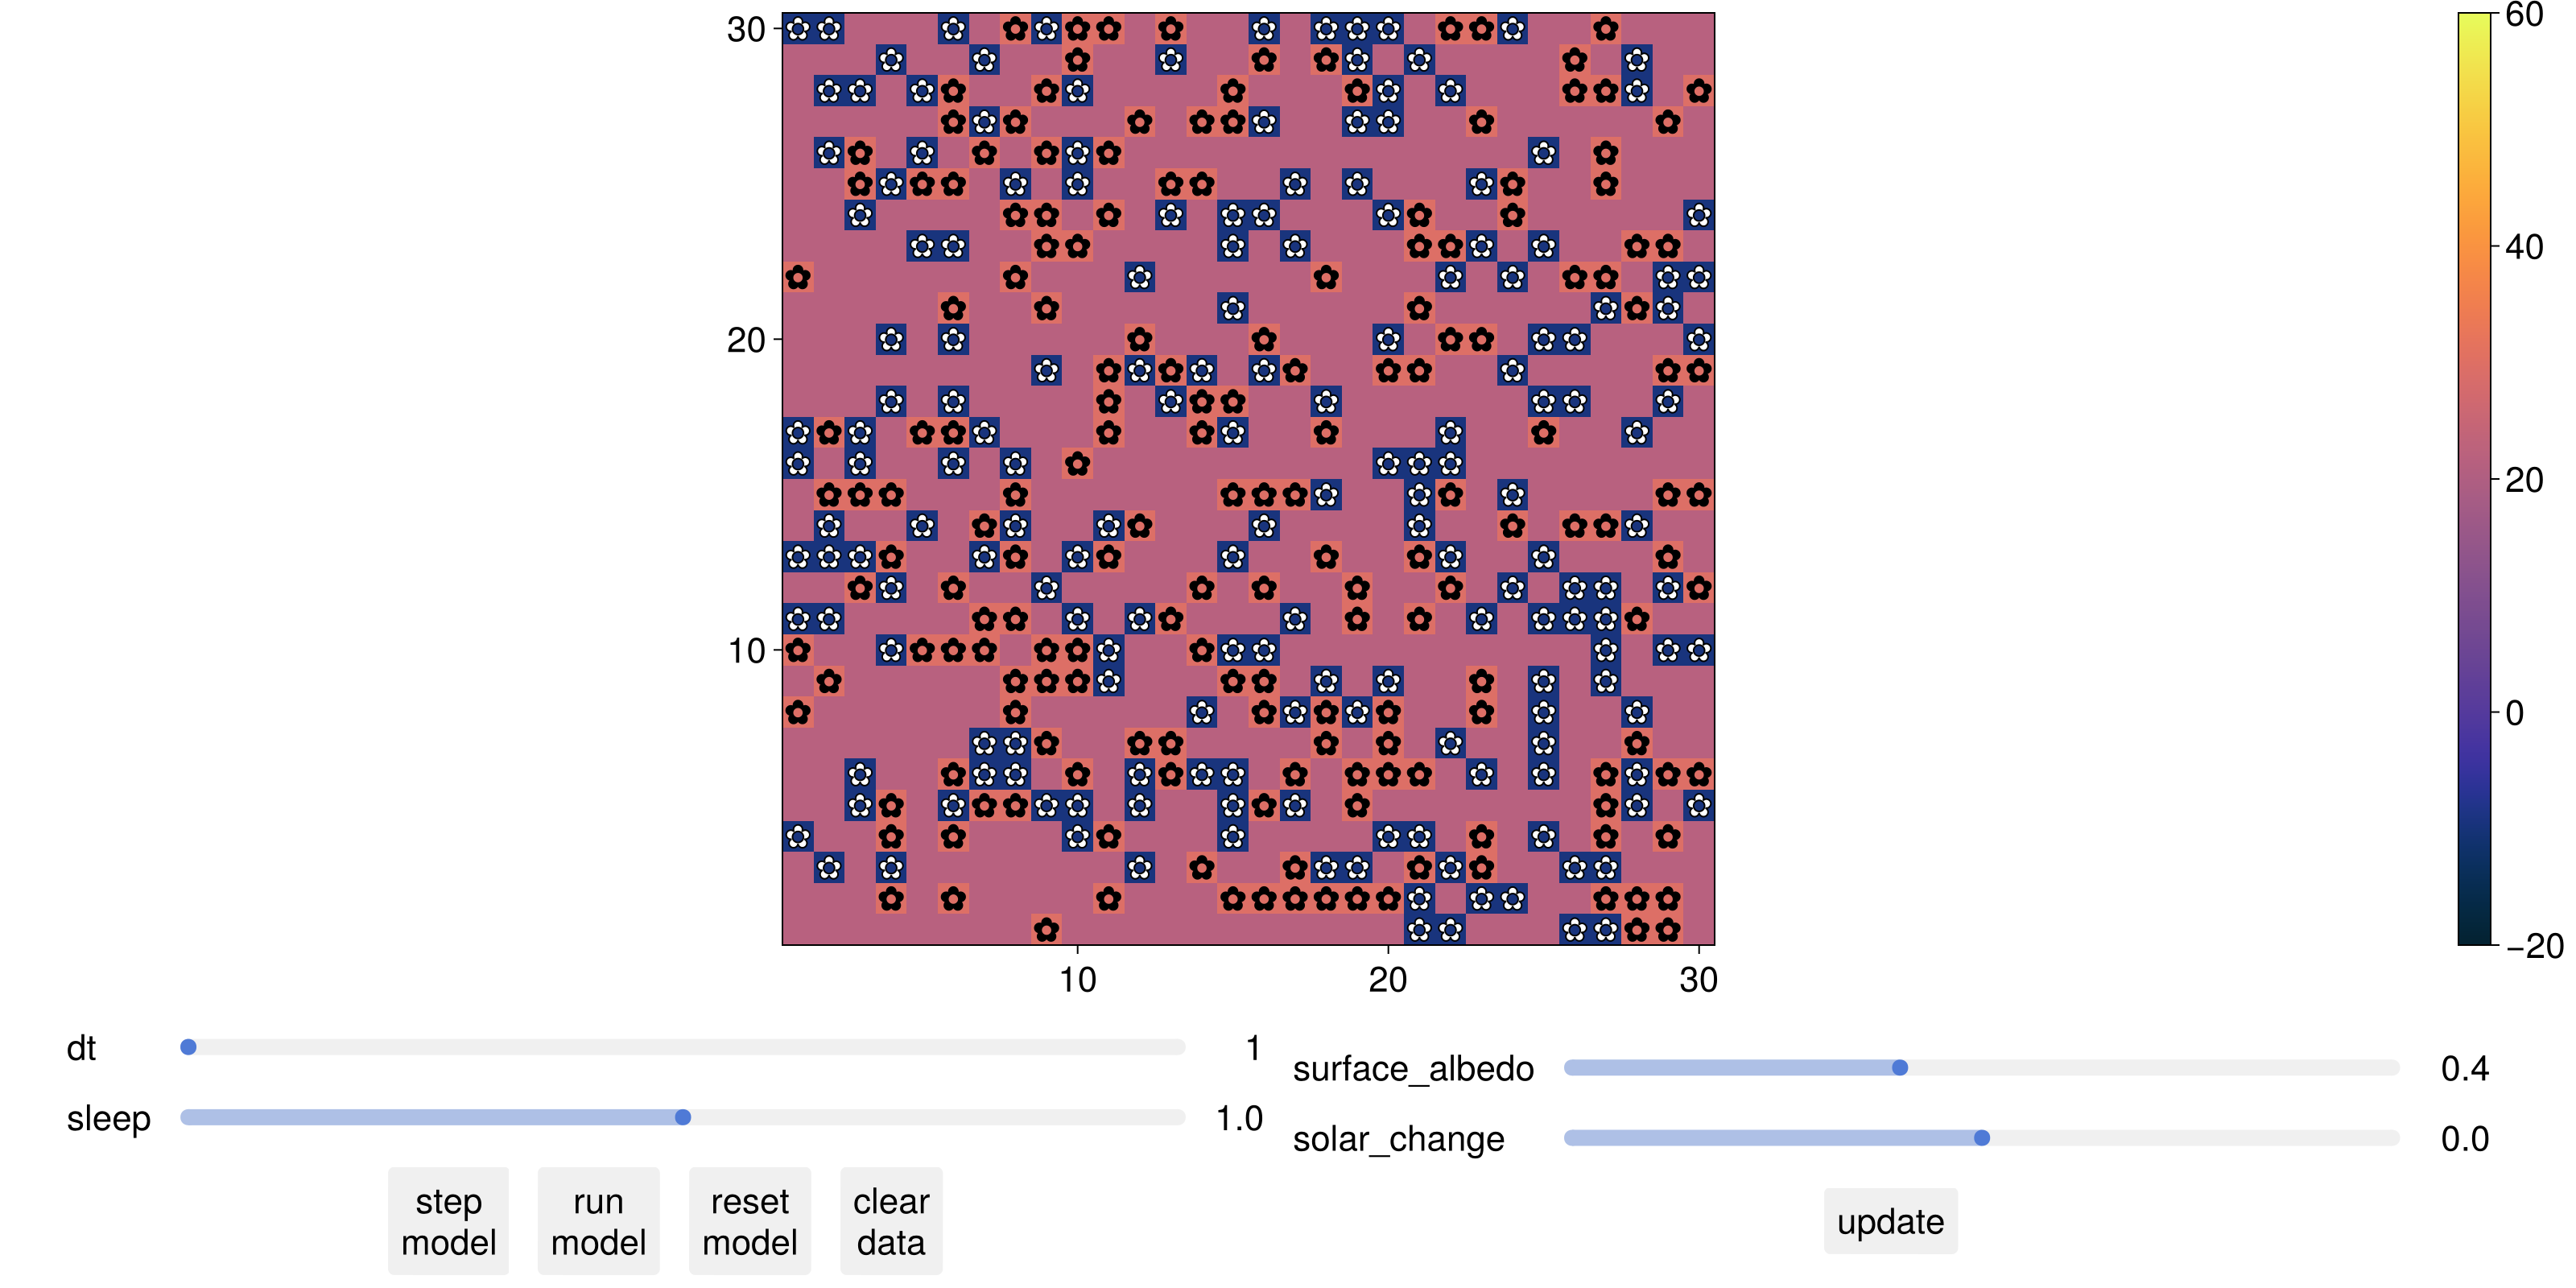 30
20
10
10 20 30
60
40
20
0
−20
dt 1
sleep 1.0
surface_albedo 0.4
solar_change 0.0
step
model
run
model
reset
model
clear
data
update